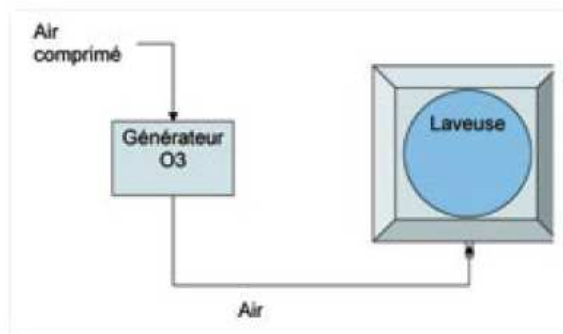 Air
comprimé
Générateur
O3
Laveuse
Air